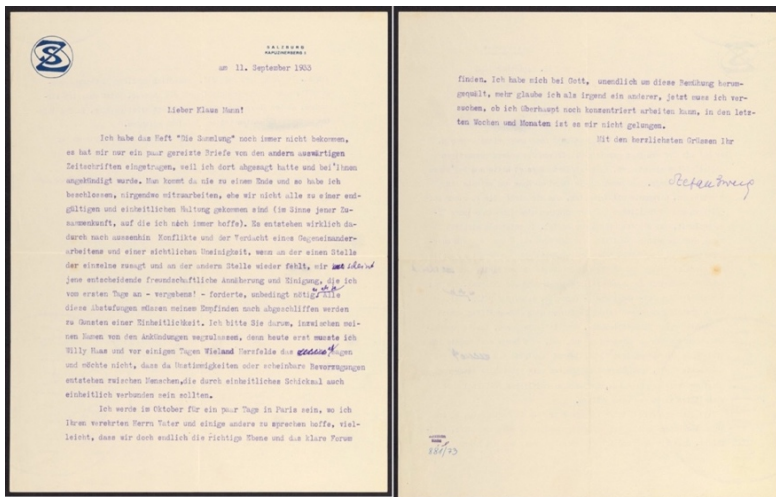 SZ
SALZBURG
KAPUZINERBERG 5
am 11. September 1933
Lieber Klaus Mann!
Ich habe das Heft "Die Sammlung" noch immer nicht bekommen,
es hat mir nur ein paar gereizte Briefe von den andern auswärtigen
Zeitschriften eingetragen, weil ich dort abgesagt hatte und bei Ihnen
angekündigt wurde. Man kommt da nie zu einem Ende und so habe ich
beschlossen, nirgendwo mitzuarbeiten, ehe wir nicht alle zu einer end-
gültigen und einheitlichen Haltung gekommen sind (im Sinne jener Zu-
sammenkunft, auf die ich noch immer hoffe). Es entstehen wirklich da-
durch nach aussenhin Konflikte und der Verdacht eines Gegeneinander-
arbeitens und einer sichtlichen Uneinigkeit, wenn an der einen Stelle
der einzelne zusagt und an der andern Stelle wieder fehlt, mir scheint
jene entscheidende freundschaftliche Annäherung und Einigung, die ich
vom ersten Tage an - vergebens! - forderte, unbedingt nötig. Alle
diese Abstufungen müssen meinem Empfinden nach abgeschliffen werden
zu Gunsten einer Einheitlichkeit. Ich bitte Sie darum, inzwischen mei-
nen Namen von den Ankündungen wegzulassen, denn heute erst musste ich
Willy Haas und vor einigen Tagen Wieland Herzfelde das sagen
und möchte nicht, dass da Unstimmigkeiten oder scheinbare Bevorzugungen
entstehen zwischen Menschen, die durch einheitliches Schicksal auch
einheitlich verbunden sein sollten.
Ich werde im Oktober für ein paar Tage in Paris sein, wo ich
Ihren verehrten Herrn Vater und einige andere zu sprechen hoffe, viel-
leicht, dass wir doch endlich die richtige Ebene und das klare Forum
finden. Ich habe mich bei Gott, unendlich um diese Bemühung herum-
gequält, mehr glaube ich als irgend ein anderer, jetzt muss ich ver-
suchen, ob ich überhaupt noch konzentriert arbeiten kann, in den letz-
ten Wochen und Monaten ist es mir nicht gelungen.
Mit den herzlichsten Grüssen Ihr
Stefan Zweig